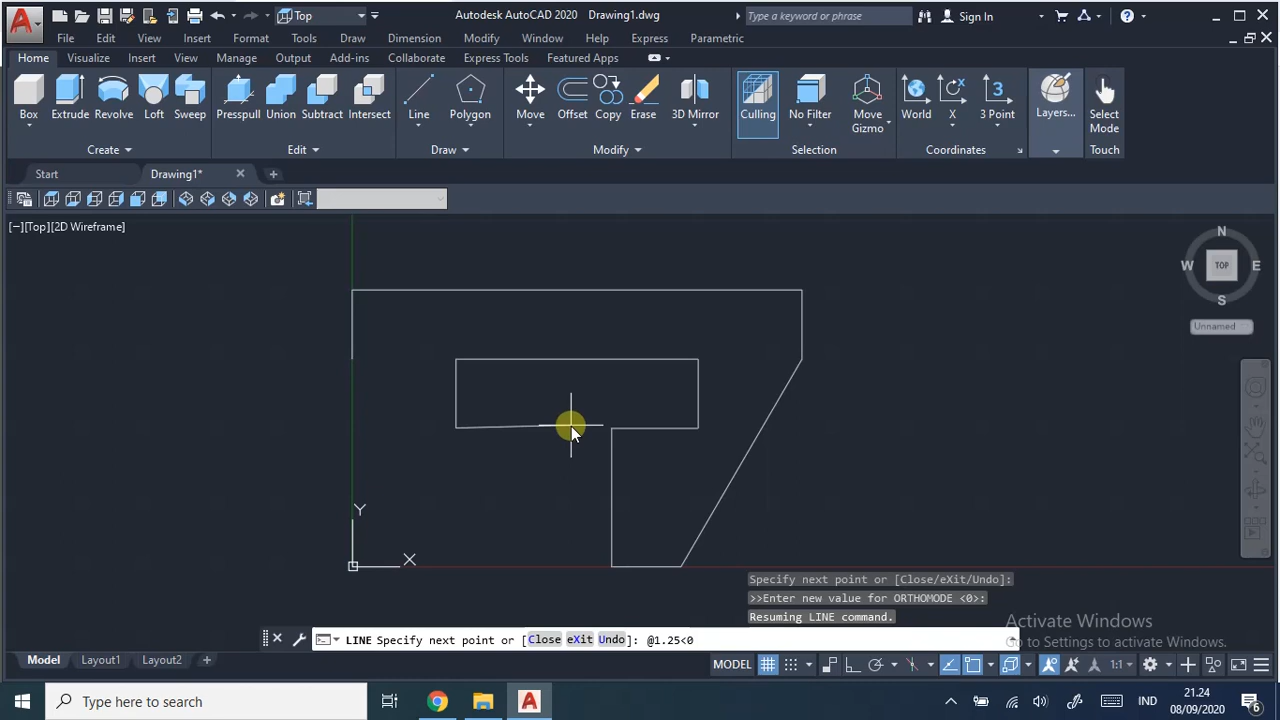 Top
Autodesk AutoCAD 2020 Drawing1.dwg
Type a keyword or phrase
Sign In
File Edit View Insert Format Tools Draw Dimension Modify Window Help Express Parametric
Home Visualize Insert View Manage Output Add-ins Collaborate Express Tools Featured Apps
Box Extrude Revolve Loft Sweep Presspull Union Subtract Intersect Line Polygon Move Offset Copy Erase 3D Mirror Culling No Filter Move Gizmo World X 3 Point Layers... Select Mode
Create Edit Draw Modify Selection Coordinates Touch
Start Drawing1*
[−][Top][2D Wireframe]
N
W TOP E
S
Unnamed
Y
X
Specify next point or [Close/eXit/Undo]:
>>Enter new value for ORTHOMODE <0>:
Resuming LINE command.
Activate Windows
Go to Settings to activate Windows.
LINE Specify next point or [Close eXit Undo]: @1.25<0
Model Layout1 Layout2 +
MODEL 1:1
Type here to search
IND
21.24
08/09/2020
6